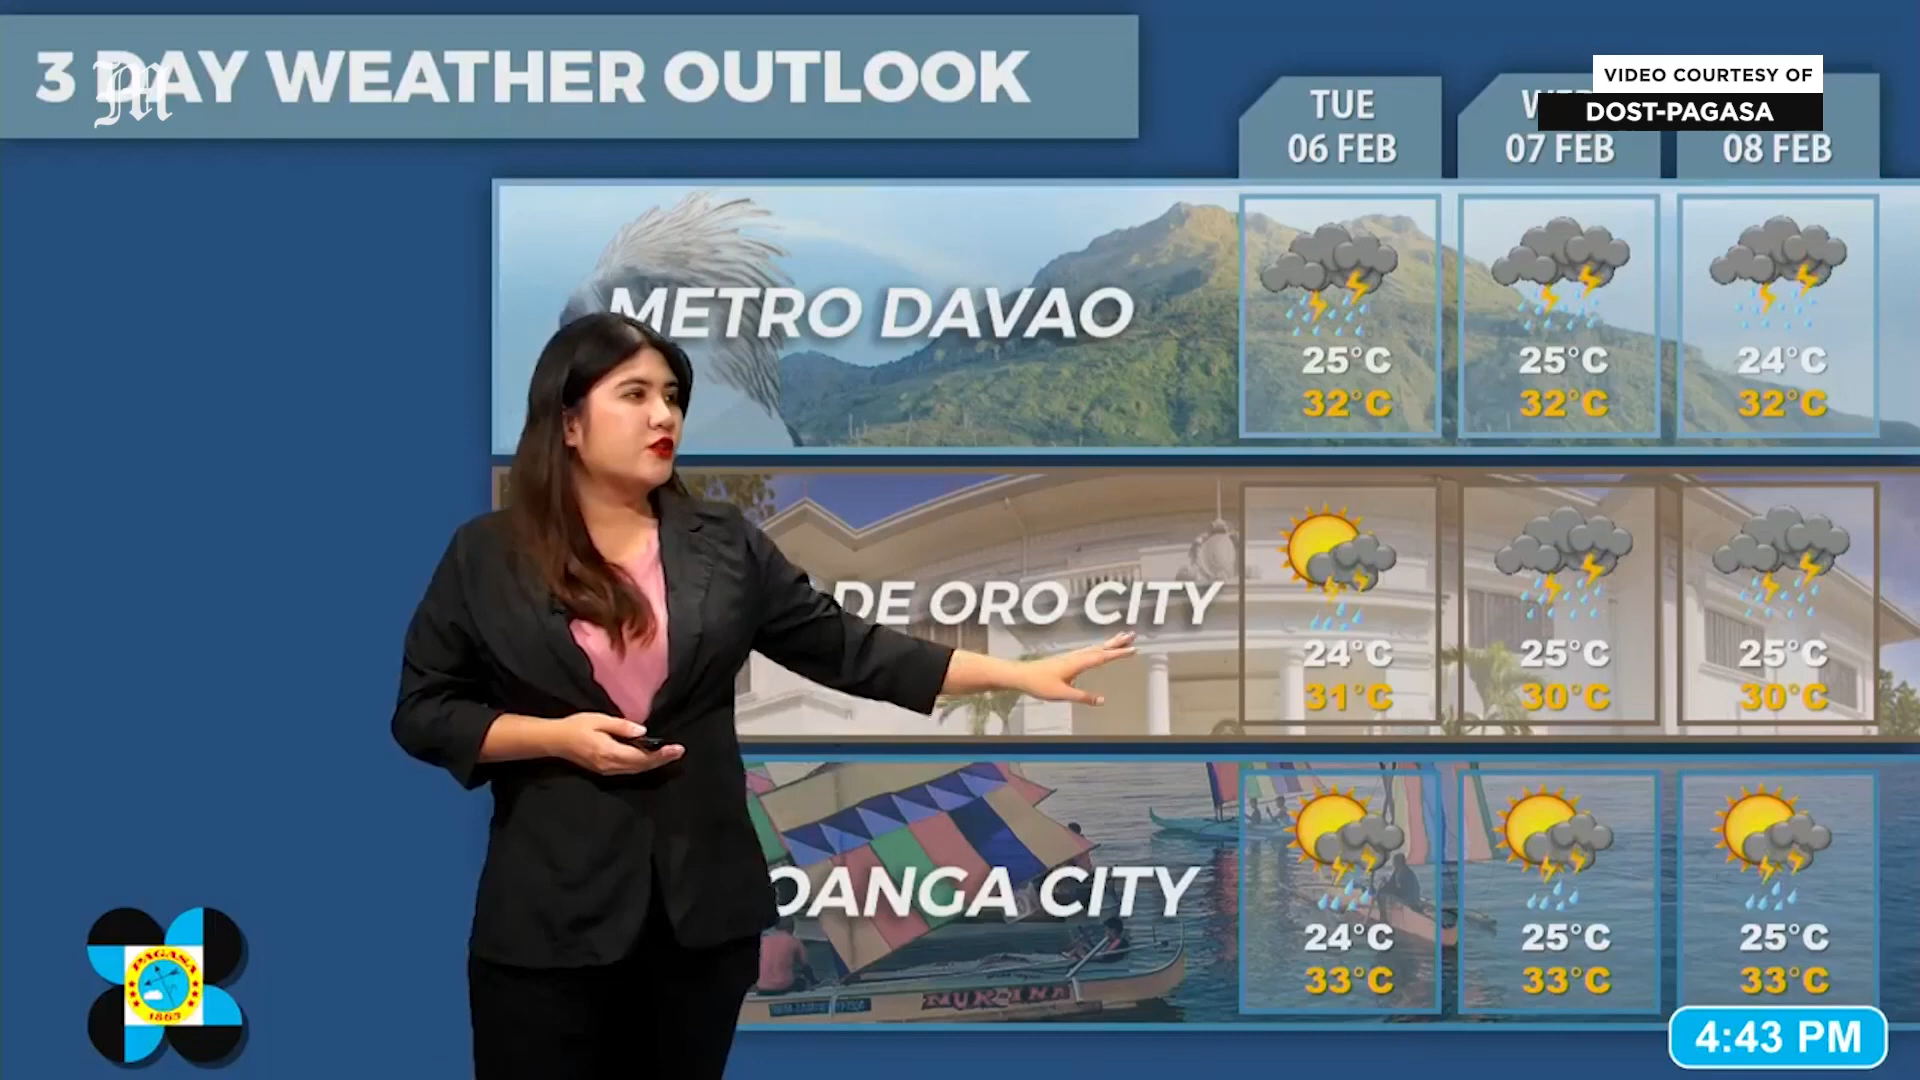 3 DAY WEATHER OUTLOOK
M
VIDEO COURTESY OF
DOST-PAGASA
TUE
06 FEB
07 FEB
08 FEB
METRO DAVAO
25°C
32°C
25°C
32°C
24°C
32°C
DE ORO CITY
24°C
31°C
25°C
30°C
25°C
30°C
OANGA CITY
24°C
33°C
25°C
33°C
25°C
33°C
PAGASA
1865
4:43 PM